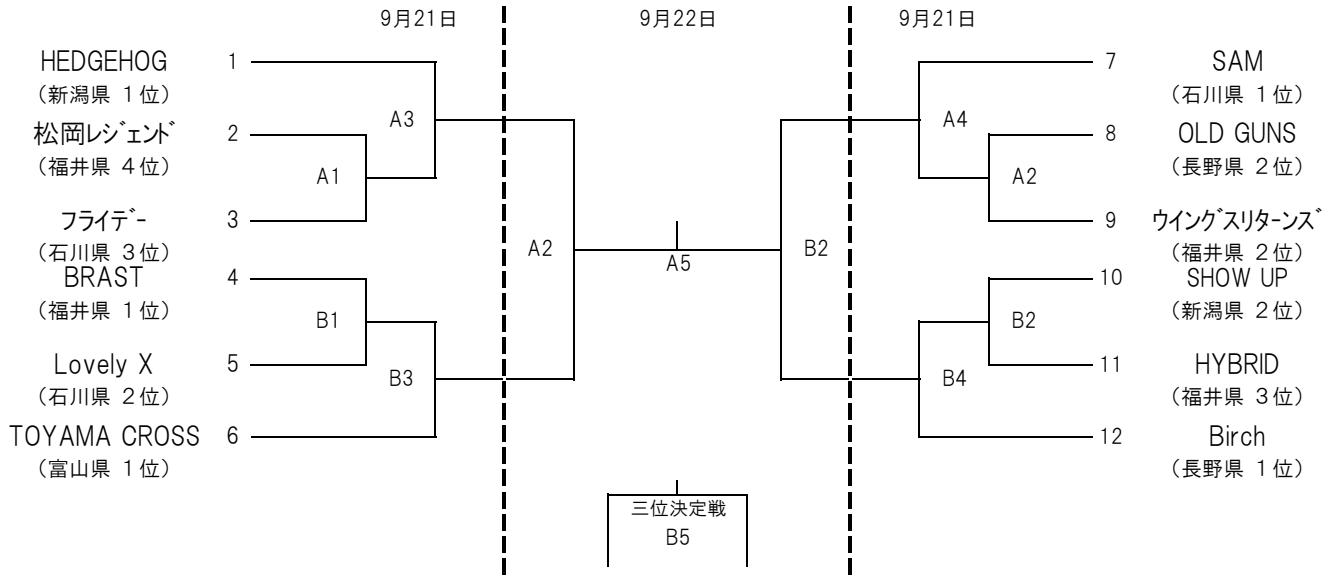 9月21日
9月22日
9月21日
HEDGEHOG 1
（新潟県 1位）
松岡ﾚｼﾞｪﾝﾄﾞ 2
（福井県 4位）
フライデｰ 3
（石川県 3位）
BRAST 4
（福井県 1位）
Lovely X 5
（石川県 2位）
TOYAMA CROSS 6
（富山県 1位）
A3
A1
B1
B3
A2
A5
B2
三位決定戦
B5
A4
A2
B2
B4
7 SAM
（石川県 1位）
8 OLD GUNS
（長野県 2位）
9 ウイングスリターンズ
（福井県 2位）
10 SHOW UP
（新潟県 2位）
11 HYBRID
（福井県 3位）
12 Birch
（長野県 1位）